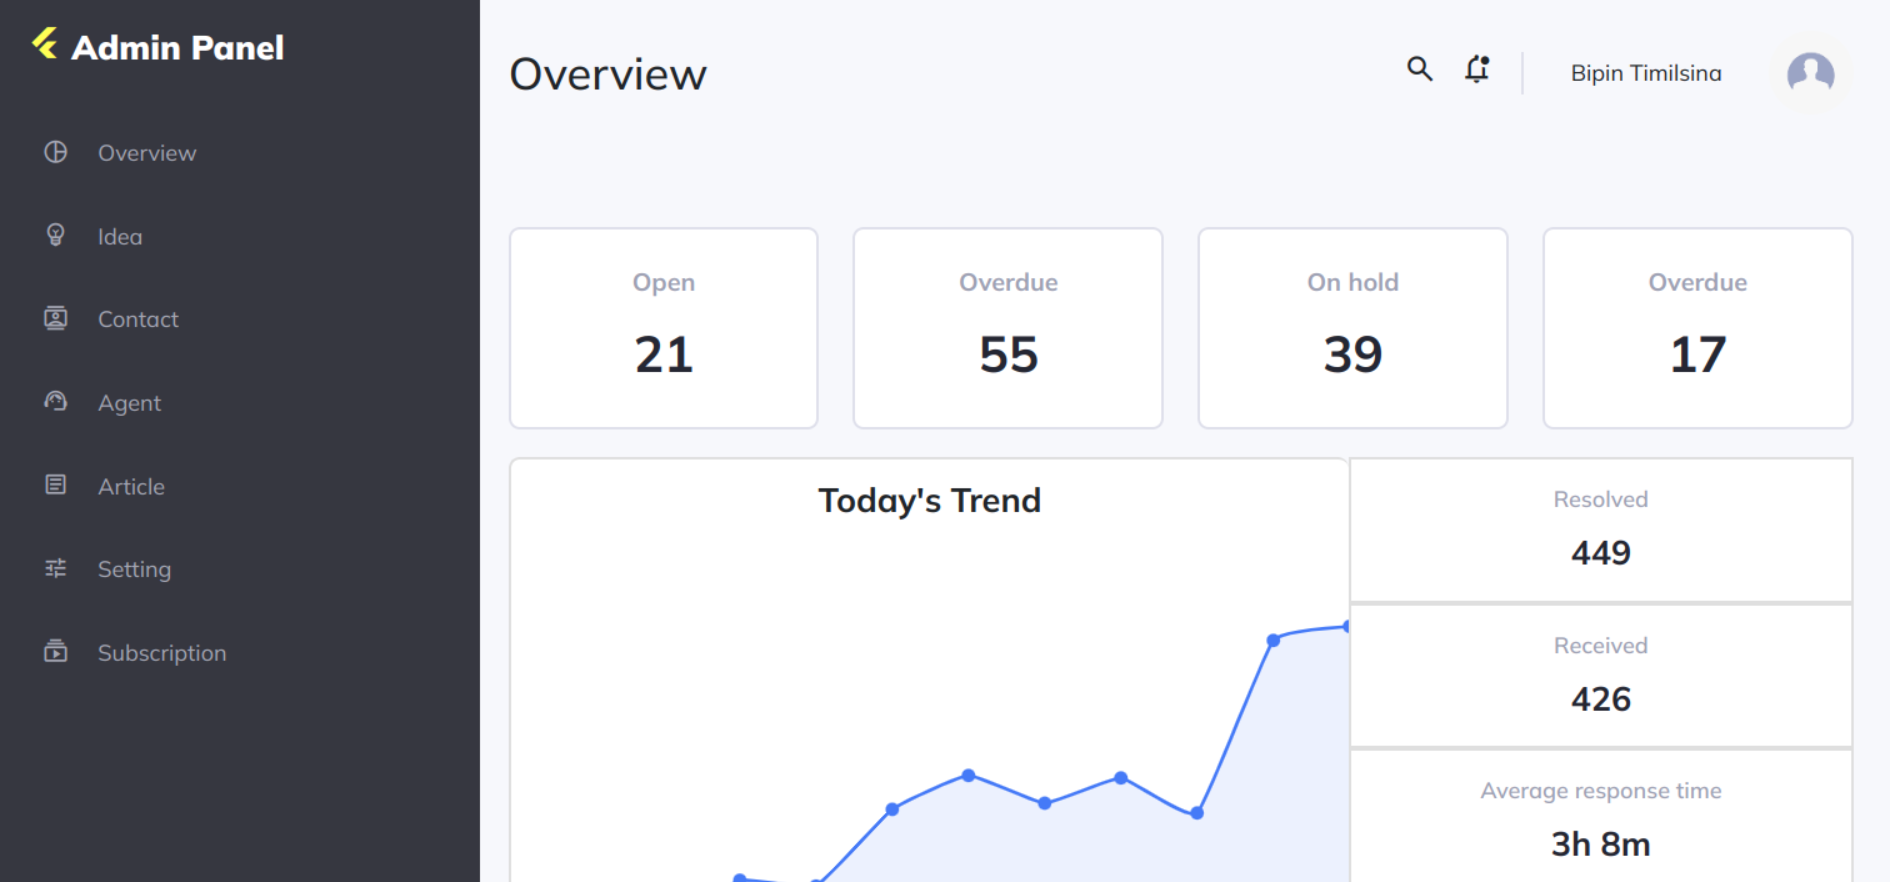 Admin Panel
Overview
Idea
Contact
Agent
Article
Setting
Subscription
Overview
Bipin Timilsina
Open
21
Overdue
55
On hold
39
Overdue
17
Today's Trend
Resolved
449
Received
426
Average response time
3h 8m